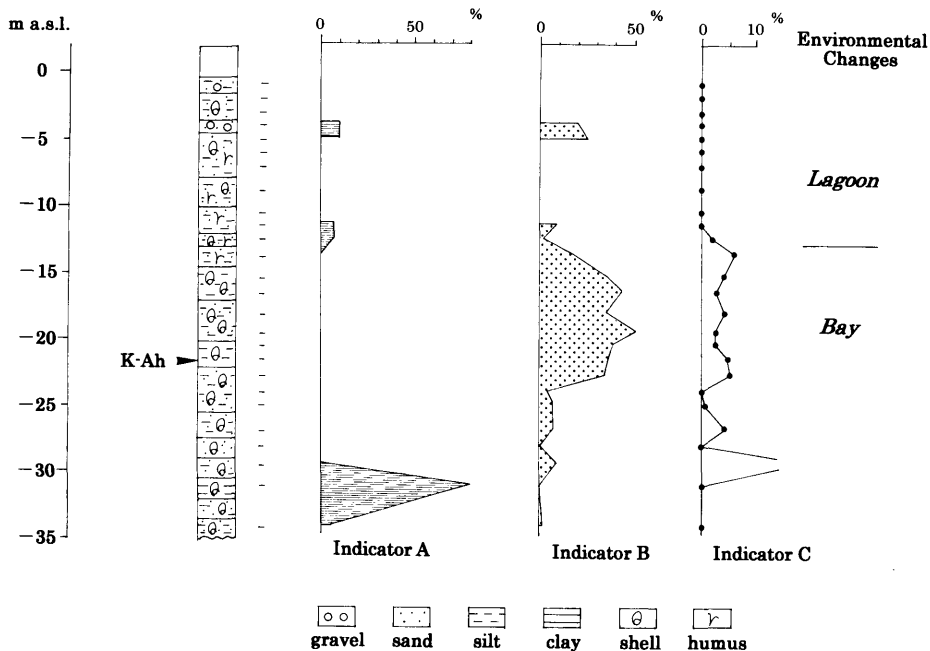 m a.s.l.
0
−5
−10
−15
−20
−25
−30
−35
K-Ah
0 50 %
Indicator A
0 50 %
Indicator B
0 10 %
Indicator C
Environmental
Changes
Lagoon
Bay
gravel sand silt clay shell humus